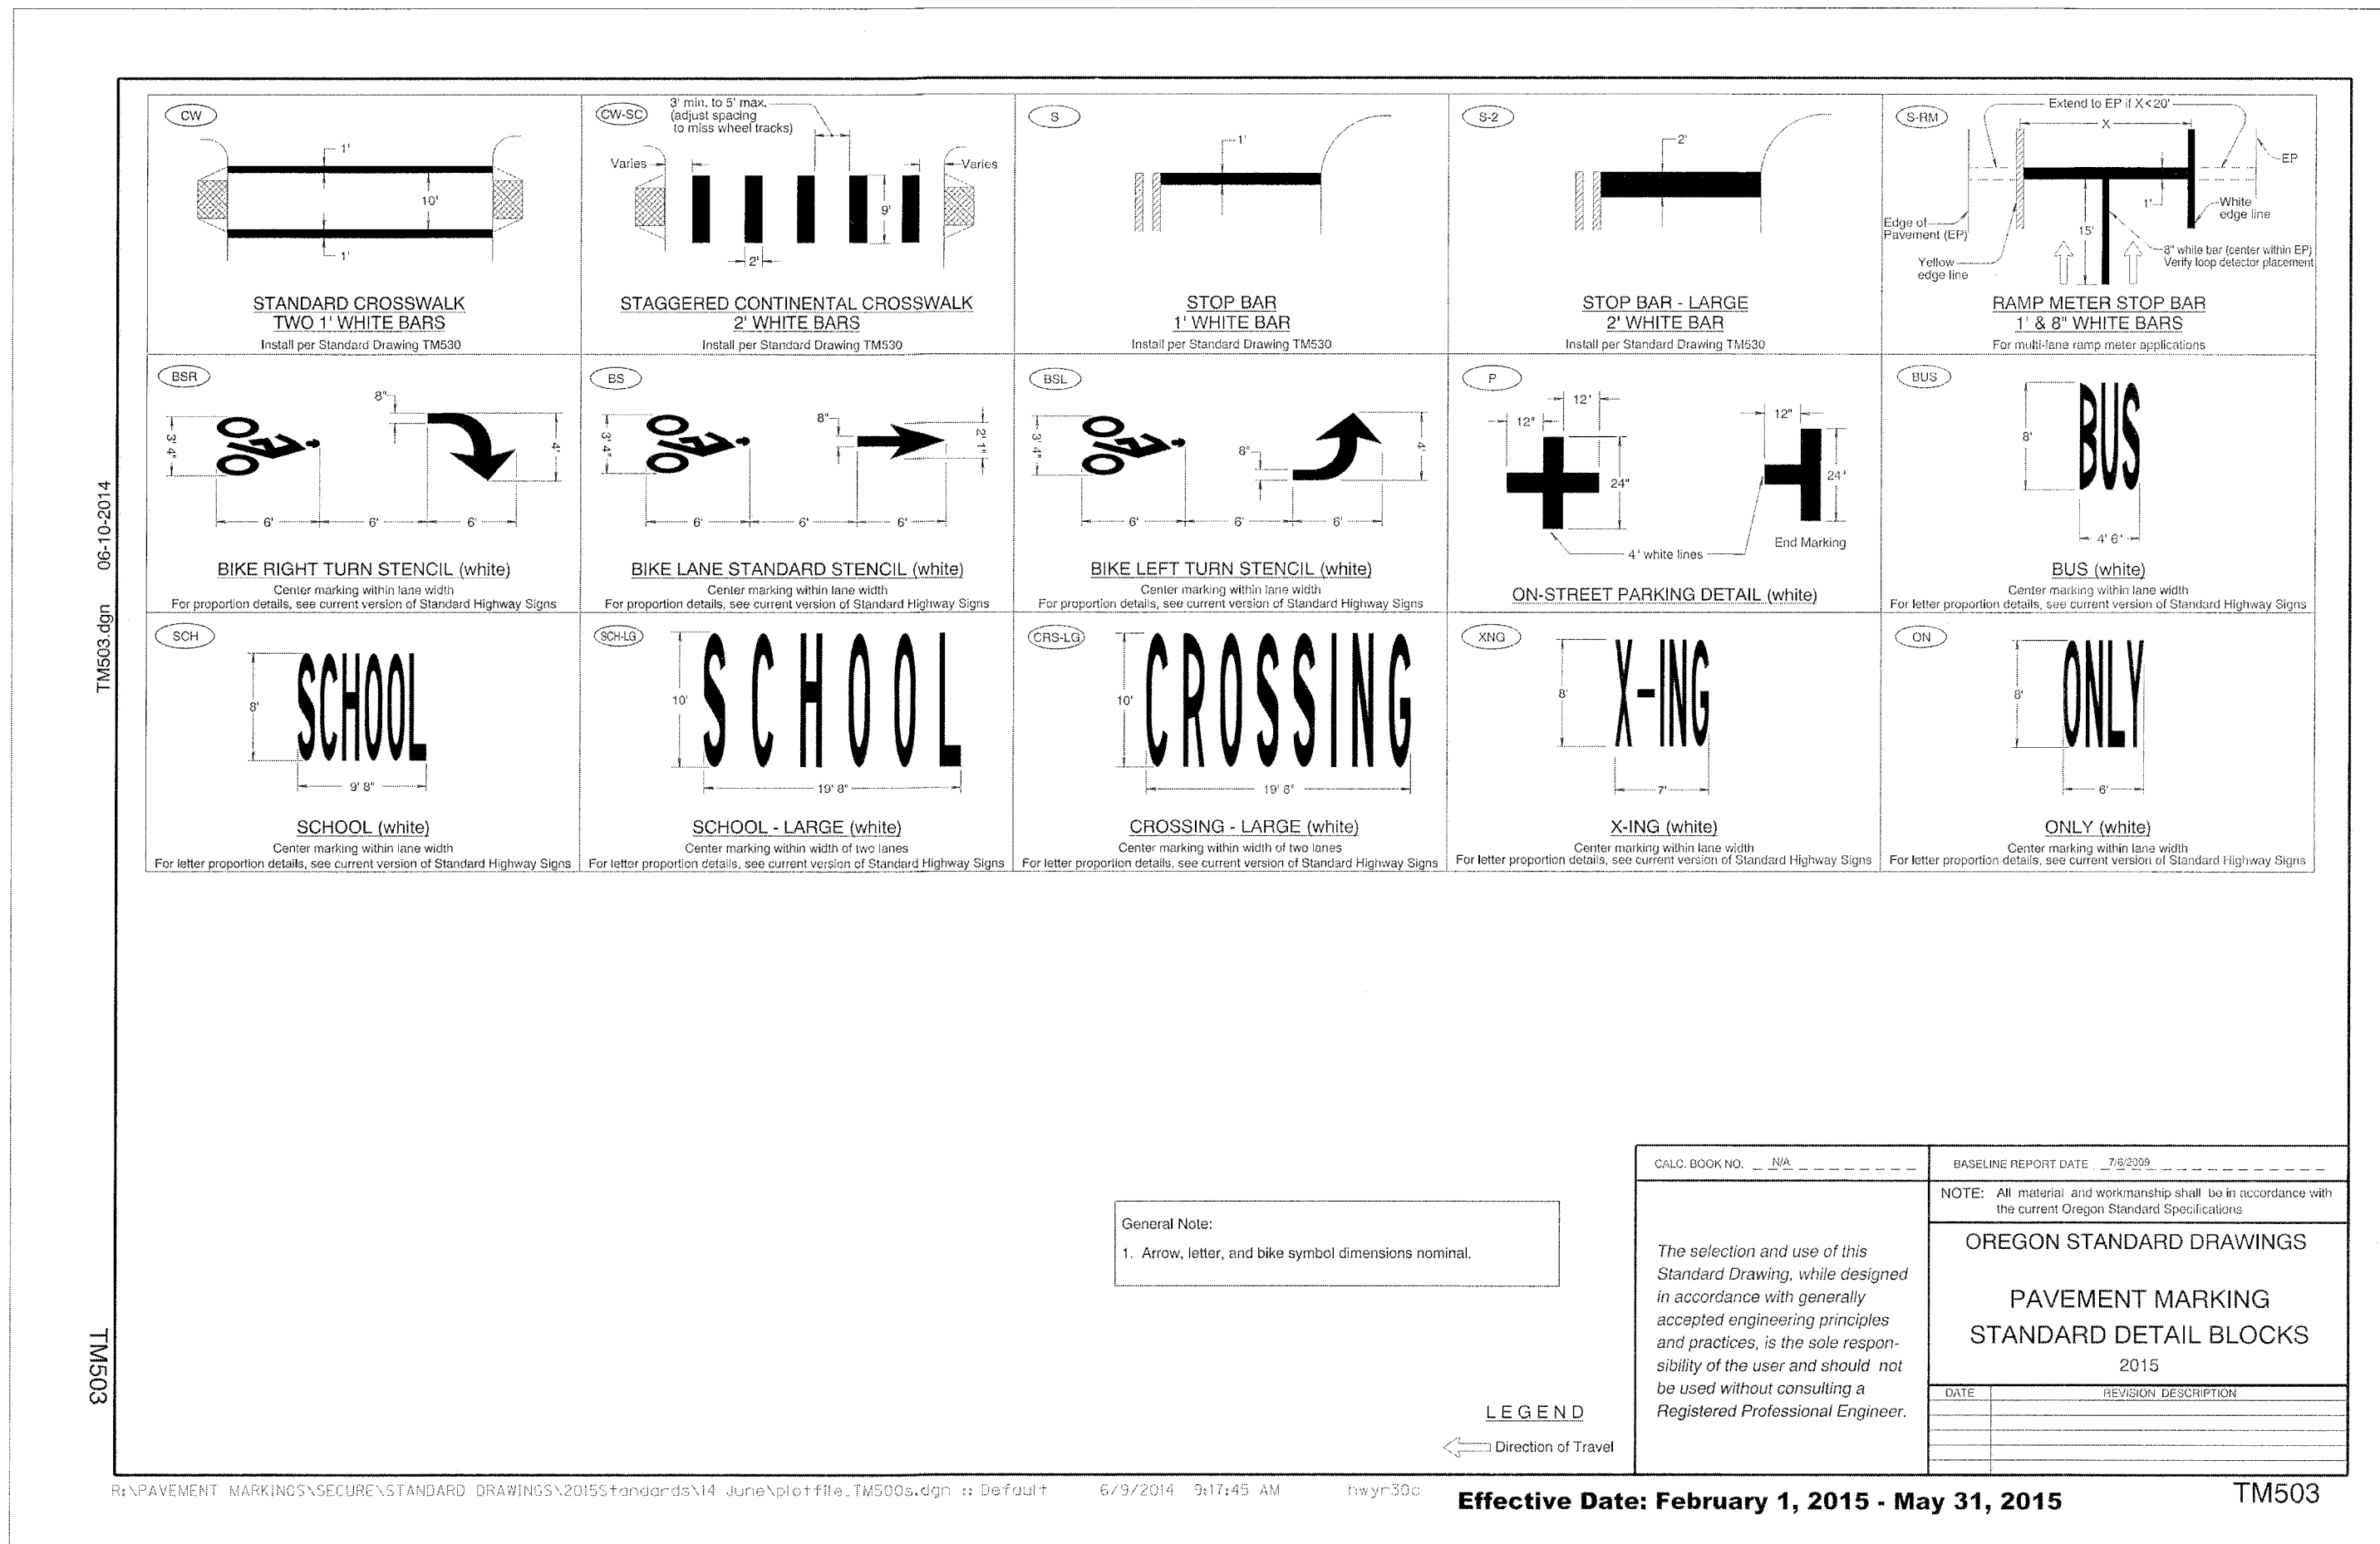 CW
1'
10'
1'
STANDARD CROSSWALK
TWO 1' WHITE BARS
Install per Standard Drawing TM530
CW-SC
3' min. to 5' max.
(adjust spacing
to miss wheel tracks)
Varies
Varies
9'
2'
STAGGERED CONTINENTAL CROSSWALK
2' WHITE BARS
Install per Standard Drawing TM530
S
1'
STOP BAR
1' WHITE BAR
Install per Standard Drawing TM530
S-2
2'
STOP BAR - LARGE
2' WHITE BAR
Install per Standard Drawing TM530
S-RM
Extend to EP if X<20'
X
EP
1'
White
edge line
Edge of
Pavement (EP)
15'
8" white bar (center within EP)
Verify loop detector placement
Yellow
edge line
RAMP METER STOP BAR
1' & 8" WHITE BARS
For multi-lane ramp meter applications
BSR
8"
3' 4"
4'
6'
6'
6'
BIKE RIGHT TURN STENCIL (white)
Center marking within lane width
For proportion details, see current version of Standard Highway Signs
BS
8"
3' 4"
2' 1"
6'
6'
6'
BIKE LANE STANDARD STENCIL (white)
Center marking within lane width
For proportion details, see current version of Standard Highway Signs
BSL
3' 4"
8"
4'
6'
6'
6'
BIKE LEFT TURN STENCIL (white)
Center marking within lane width
For proportion details, see current version of Standard Highway Signs
P
12'
12"
12"
24"
24"
End Marking
4' white lines
ON-STREET PARKING DETAIL (white)
BUS
8'
BUS
4' 6'
BUS (white)
Center marking within lane width
For letter proportion details, see current version of Standard Highway Signs
SCH
8'
SCHOOL
9' 8"
SCHOOL (white)
Center marking within lane width
For letter proportion details, see current version of Standard Highway Signs
SCH-LG
10'
SCHOOL
19' 8"
SCHOOL - LARGE (white)
Center marking within width of two lanes
For letter proportion details, see current version of Standard Highway Signs
CRS-LG
10'
CROSSING
19' 8"
CROSSING - LARGE (white)
Center marking within width of two lanes
For letter proportion details, see current version of Standard Highway Signs
XNG
8'
X-ING
7'
X-ING (white)
Center marking within lane width
For letter proportion details, see current version of Standard Highway Signs
ON
8'
ONLY
6'
ONLY (white)
Center marking within lane width
For letter proportion details, see current version of Standard Highway Signs
TM503.dgn 06-10-2014
TM503
General Note:
1. Arrow, letter, and bike symbol dimensions nominal.
LEGEND
Direction of Travel
CALC. BOOK NO. N/A
BASELINE REPORT DATE 7/6/2009
NOTE: All material and workmanship shall be in accordance with
the current Oregon Standard Specifications
The selection and use of this
Standard Drawing, while designed
in accordance with generally
accepted engineering principles
and practices, is the sole respon-
sibility of the user and should not
be used without consulting a
Registered Professional Engineer.
OREGON STANDARD DRAWINGS
PAVEMENT MARKING
STANDARD DETAIL BLOCKS
2015
DATE REVISION DESCRIPTION
R:\PAVEMENT MARKINGS\SECURE\STANDARD DRAWINGS\2015Standards\14 June\plotfile_TM500s.dgn :: Default 6/9/2014 9:17:45 AM hwyr30c
Effective Date: February 1, 2015 - May 31, 2015
TM503